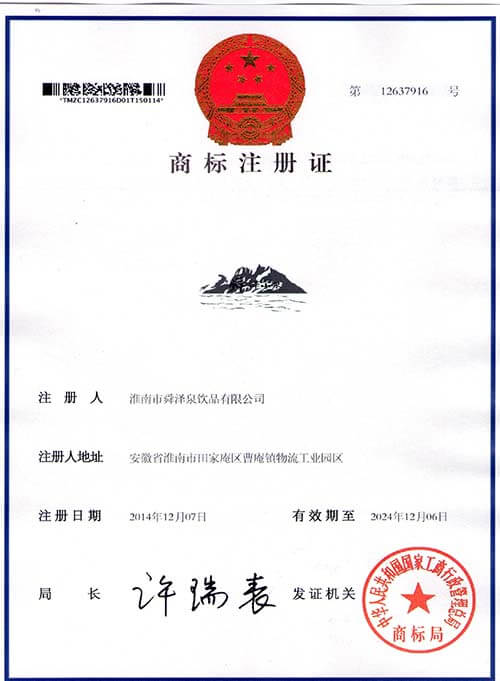 *TMZC12637916D01T150114*
第 12637916 号
商标注册证
注 册 人 淮南市舜泽泉饮品有限公司
注册人地址 安徽省淮南市田家庵区曹庵镇物流工业园区
注册日期 2014年12月07日 有效期至 2024年12月06日
局 长 许瑞表 发证机关
中华人民共和国国家工商行政管理总局
商标局